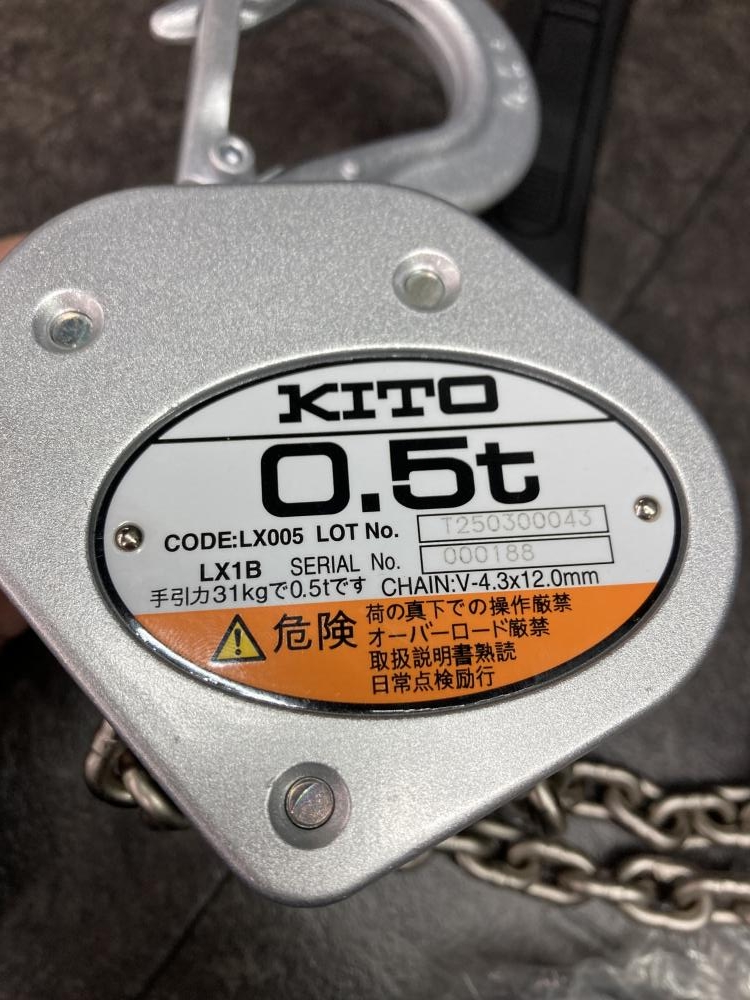 KITO
0.5t
CODE:LX005 LOT No. T250300043
LX1B SERIAL No. 000188
手引力31kgで0.5tです CHAIN:V-4.3x12.0mm
危険
荷の真下での操作厳禁
オーバーロード厳禁
取扱説明書熟読
日常点検励行